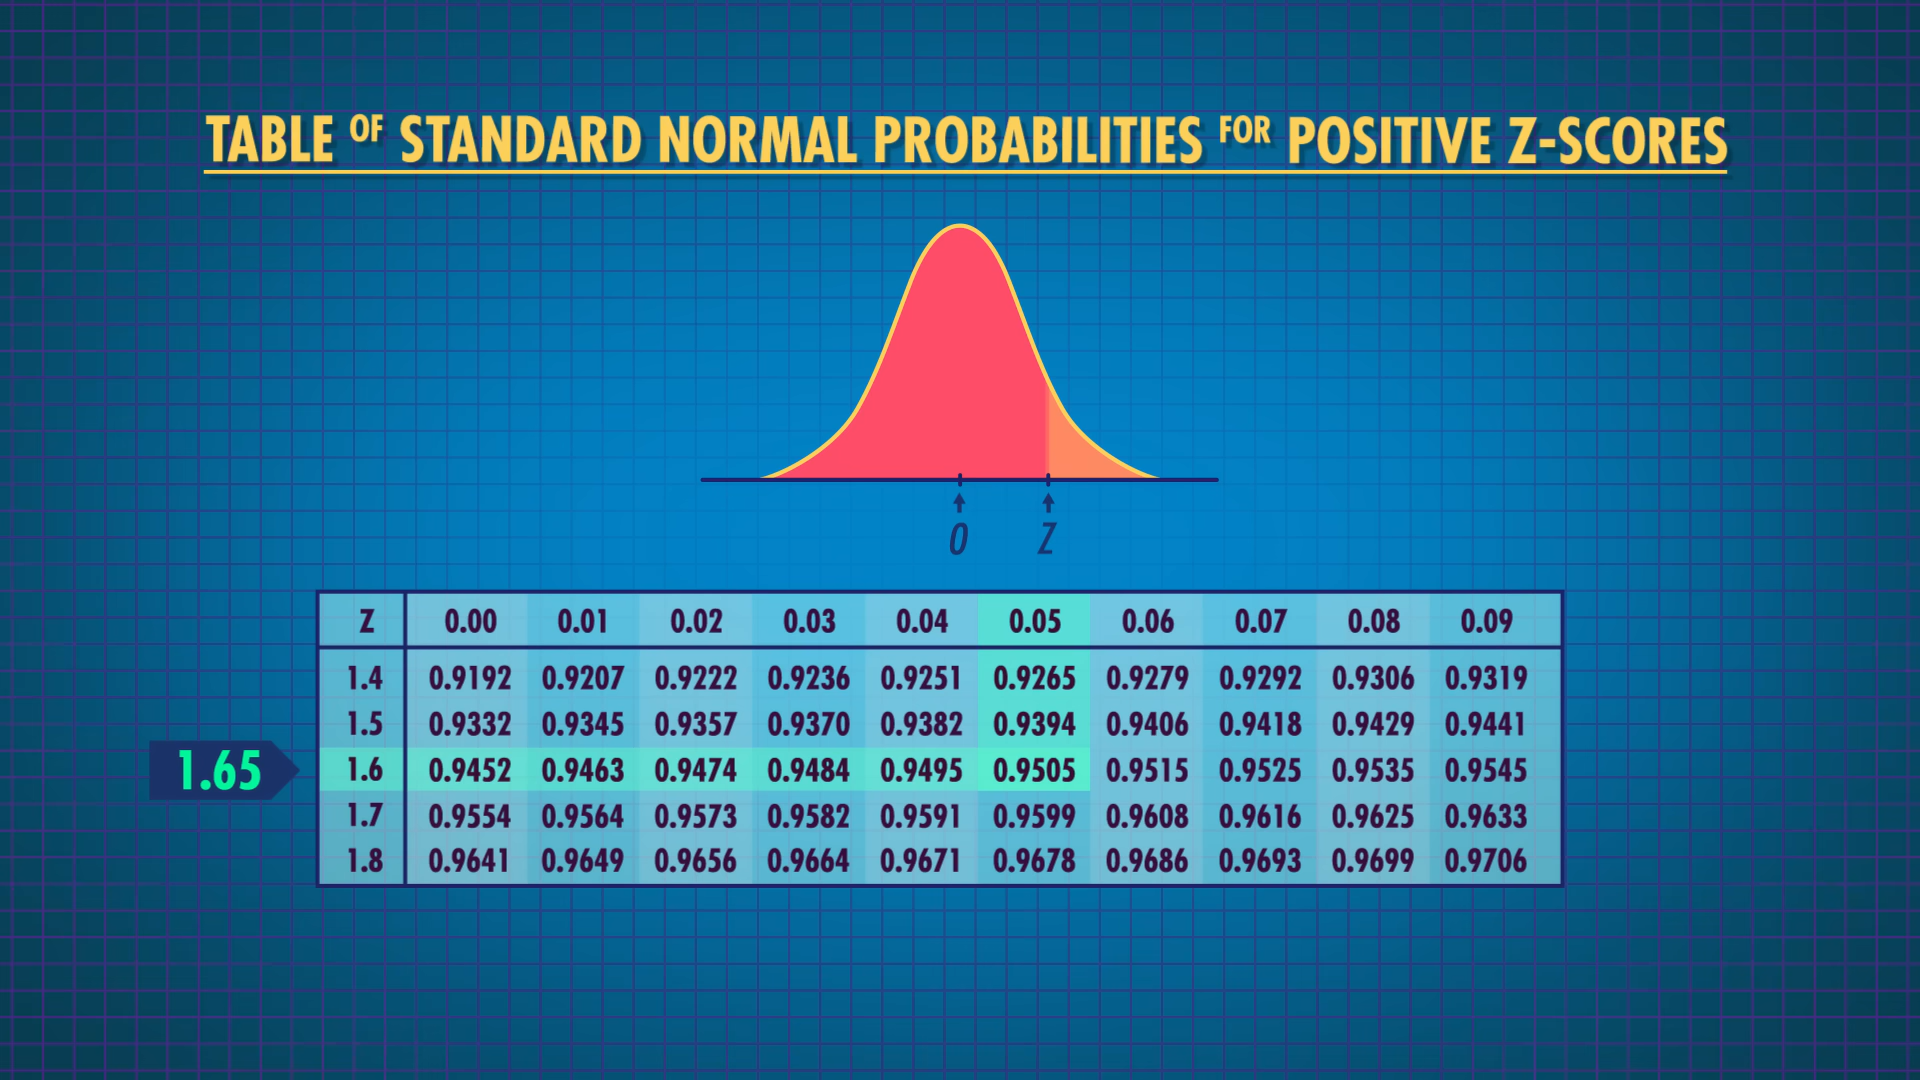 TABLE OF STANDARD NORMAL PROBABILITIES FOR POSITIVE Z-SCORES
0 Z
Z 0.00 0.01 0.02 0.03 0.04 0.05 0.06 0.07 0.08 0.09
1.4 0.9192 0.9207 0.9222 0.9236 0.9251 0.9265 0.9279 0.9292 0.9306 0.9319
1.5 0.9332 0.9345 0.9357 0.9370 0.9382 0.9394 0.9406 0.9418 0.9429 0.9441
1.65 1.6 0.9452 0.9463 0.9474 0.9484 0.9495 0.9505 0.9515 0.9525 0.9535 0.9545
1.7 0.9554 0.9564 0.9573 0.9582 0.9591 0.9599 0.9608 0.9616 0.9625 0.9633
1.8 0.9641 0.9649 0.9656 0.9664 0.9671 0.9678 0.9686 0.9693 0.9699 0.9706